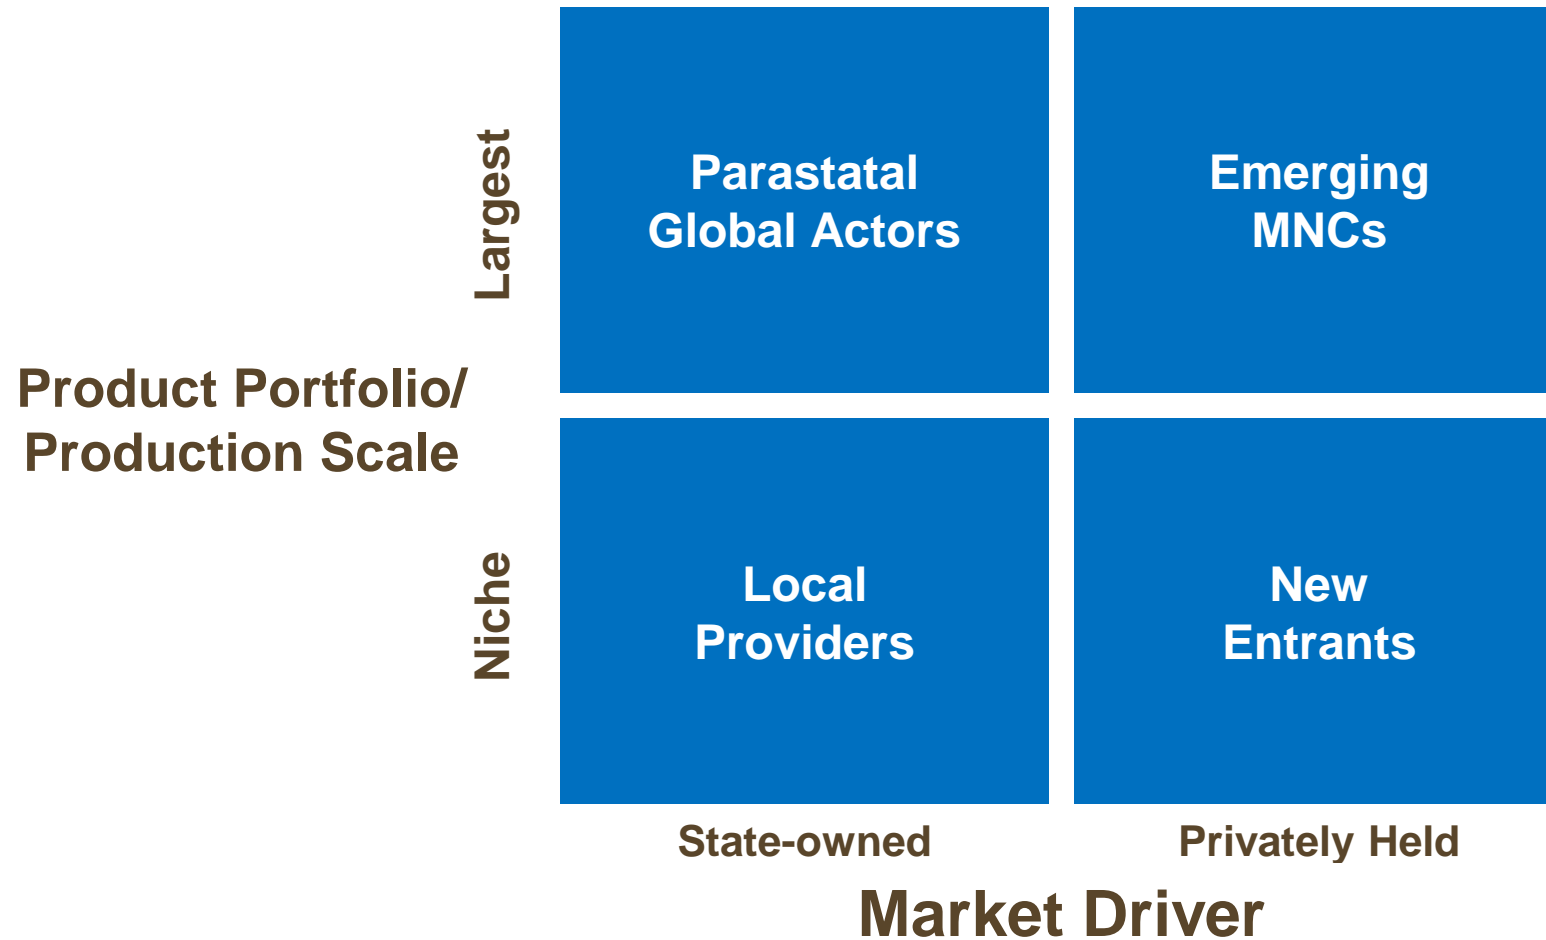 Largest
Parastatal
Global Actors
Emerging
MNCs
Product Portfolio/
Production Scale
Niche
Local
Providers
New
Entrants
State-owned
Privately Held
Market Driver